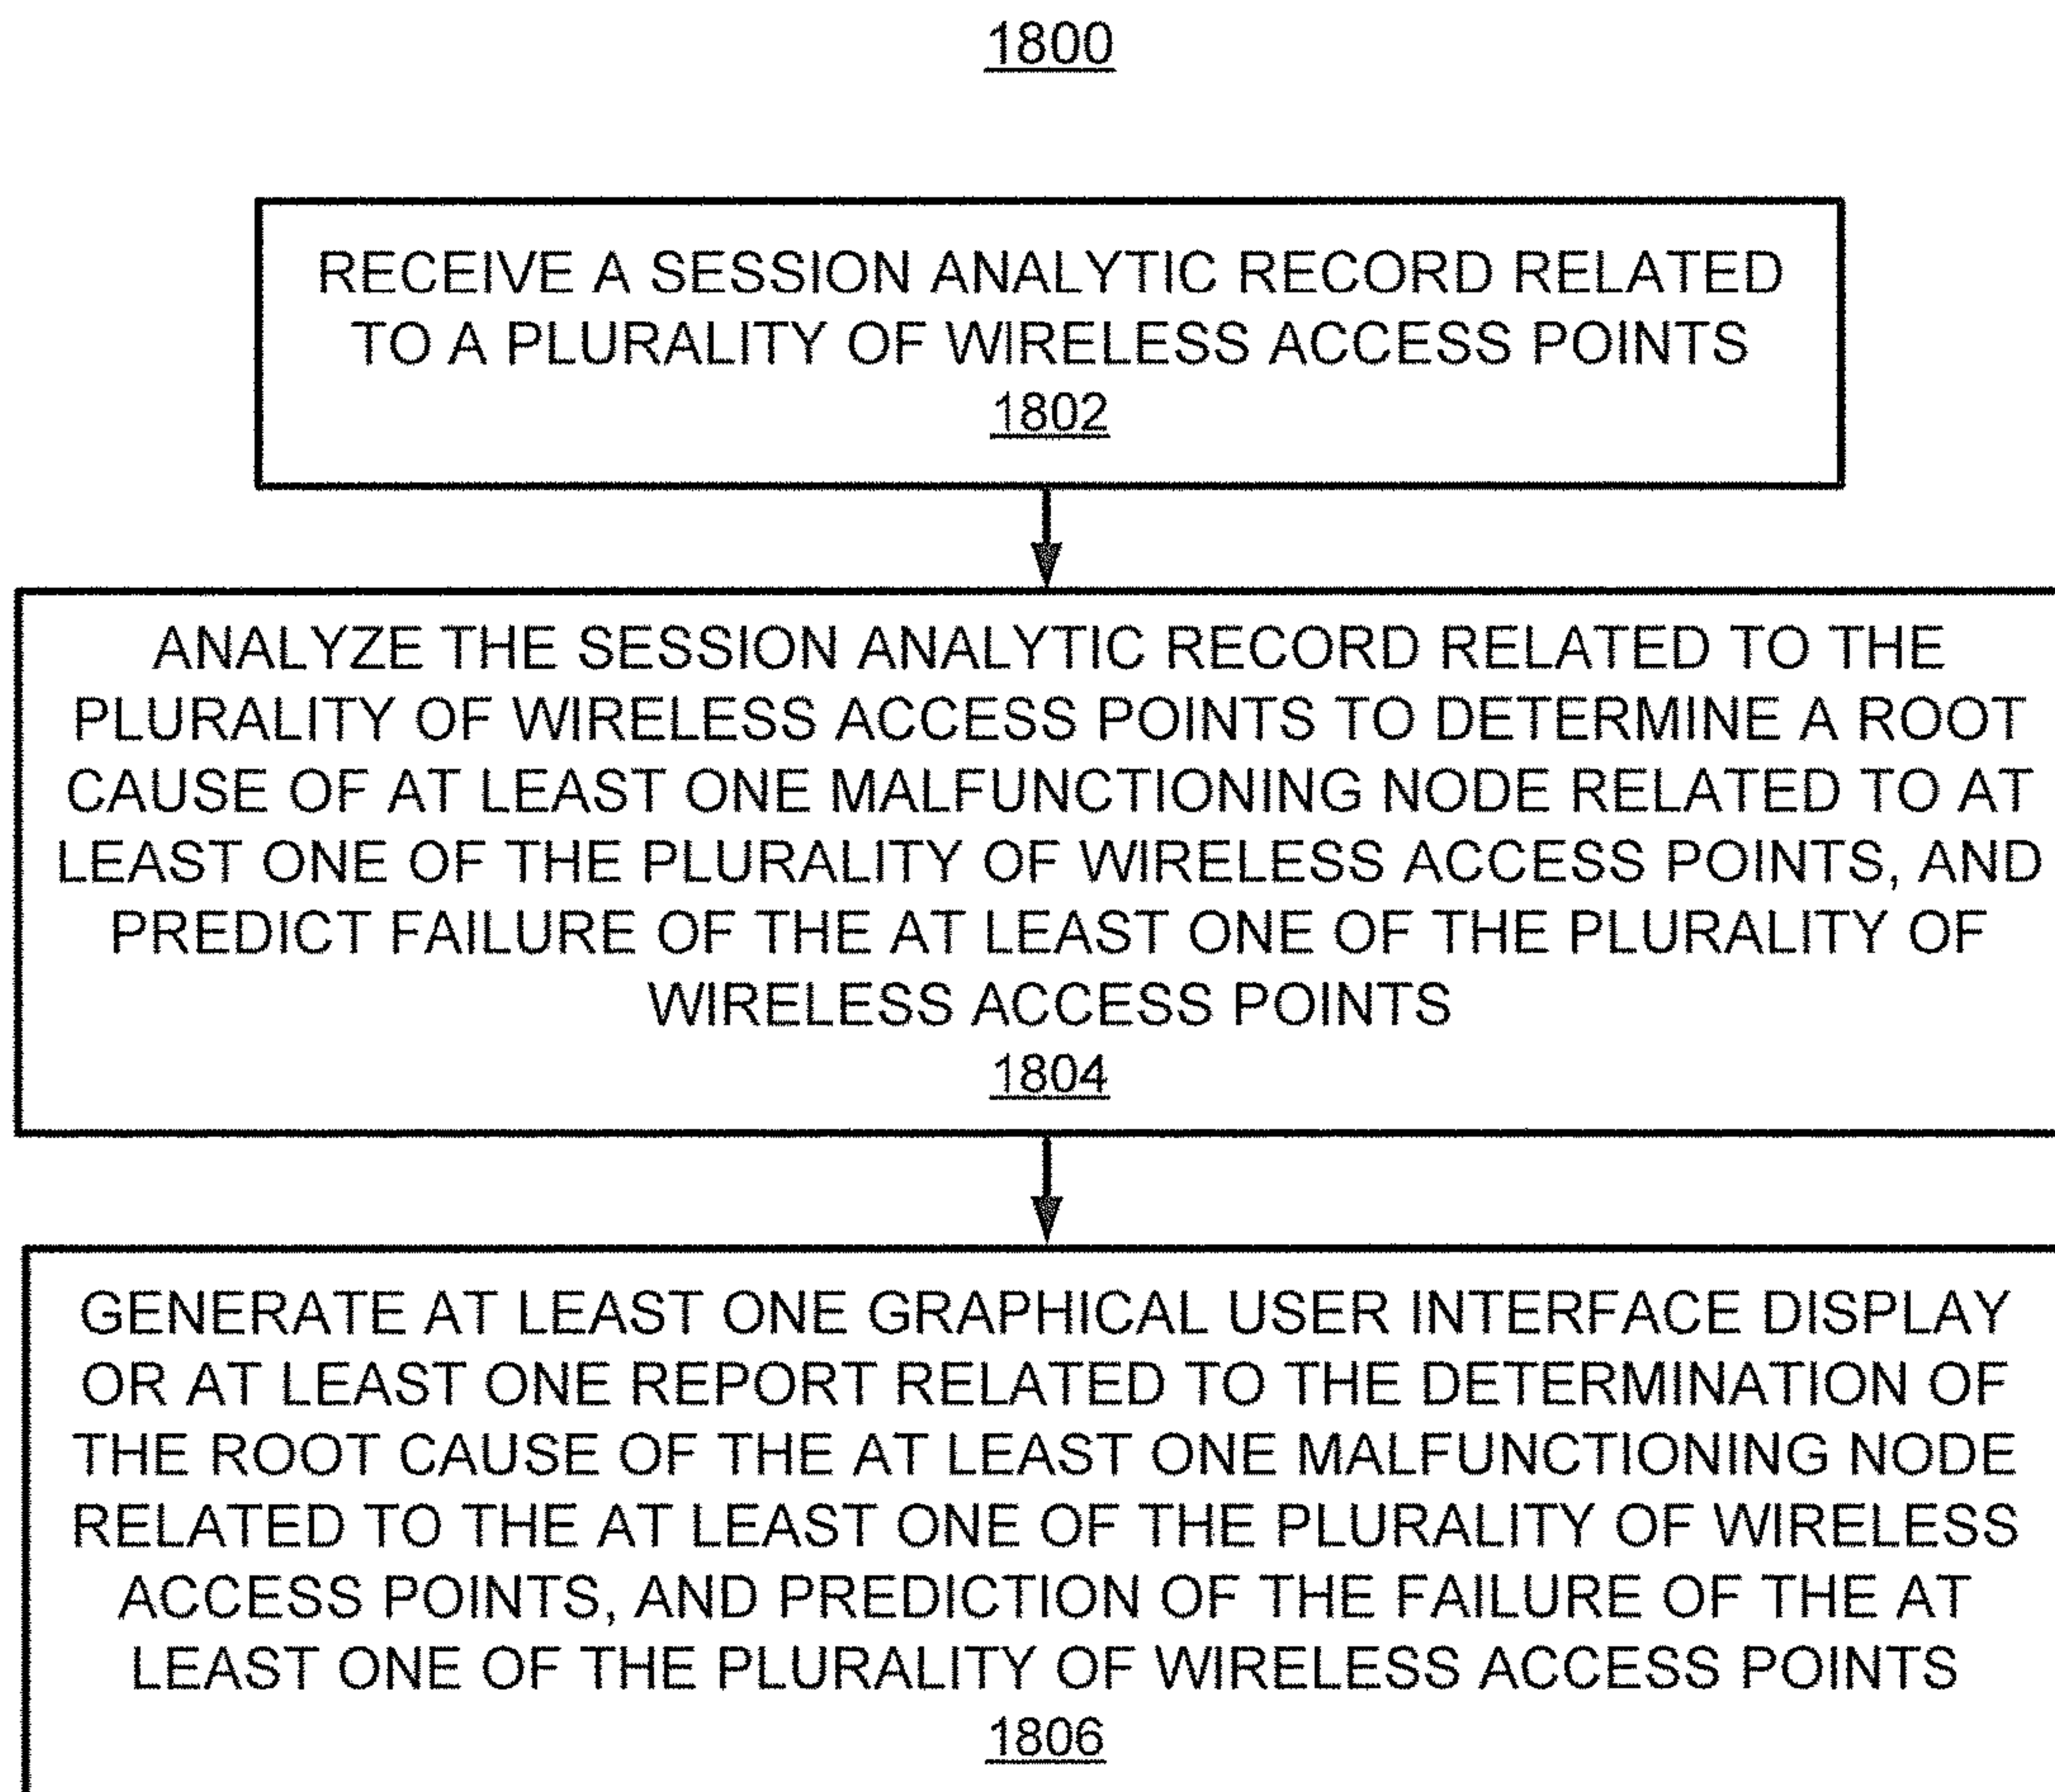 1800
RECEIVE A SESSION ANALYTIC RECORD RELATED
TO A PLURALITY OF WIRELESS ACCESS POINTS
1802
ANALYZE THE SESSION ANALYTIC RECORD RELATED TO THE
PLURALITY OF WIRELESS ACCESS POINTS TO DETERMINE A ROOT
CAUSE OF AT LEAST ONE MALFUNCTIONING NODE RELATED TO AT
LEAST ONE OF THE PLURALITY OF WIRELESS ACCESS POINTS, AND
PREDICT FAILURE OF THE AT LEAST ONE OF THE PLURALITY OF
WIRELESS ACCESS POINTS
1804
GENERATE AT LEAST ONE GRAPHICAL USER INTERFACE DISPLAY
OR AT LEAST ONE REPORT RELATED TO THE DETERMINATION OF
THE ROOT CAUSE OF THE AT LEAST ONE MALFUNCTIONING NODE
RELATED TO THE AT LEAST ONE OF THE PLURALITY OF WIRELESS
ACCESS POINTS, AND PREDICTION OF THE FAILURE OF THE AT
LEAST ONE OF THE PLURALITY OF WIRELESS ACCESS POINTS
1806